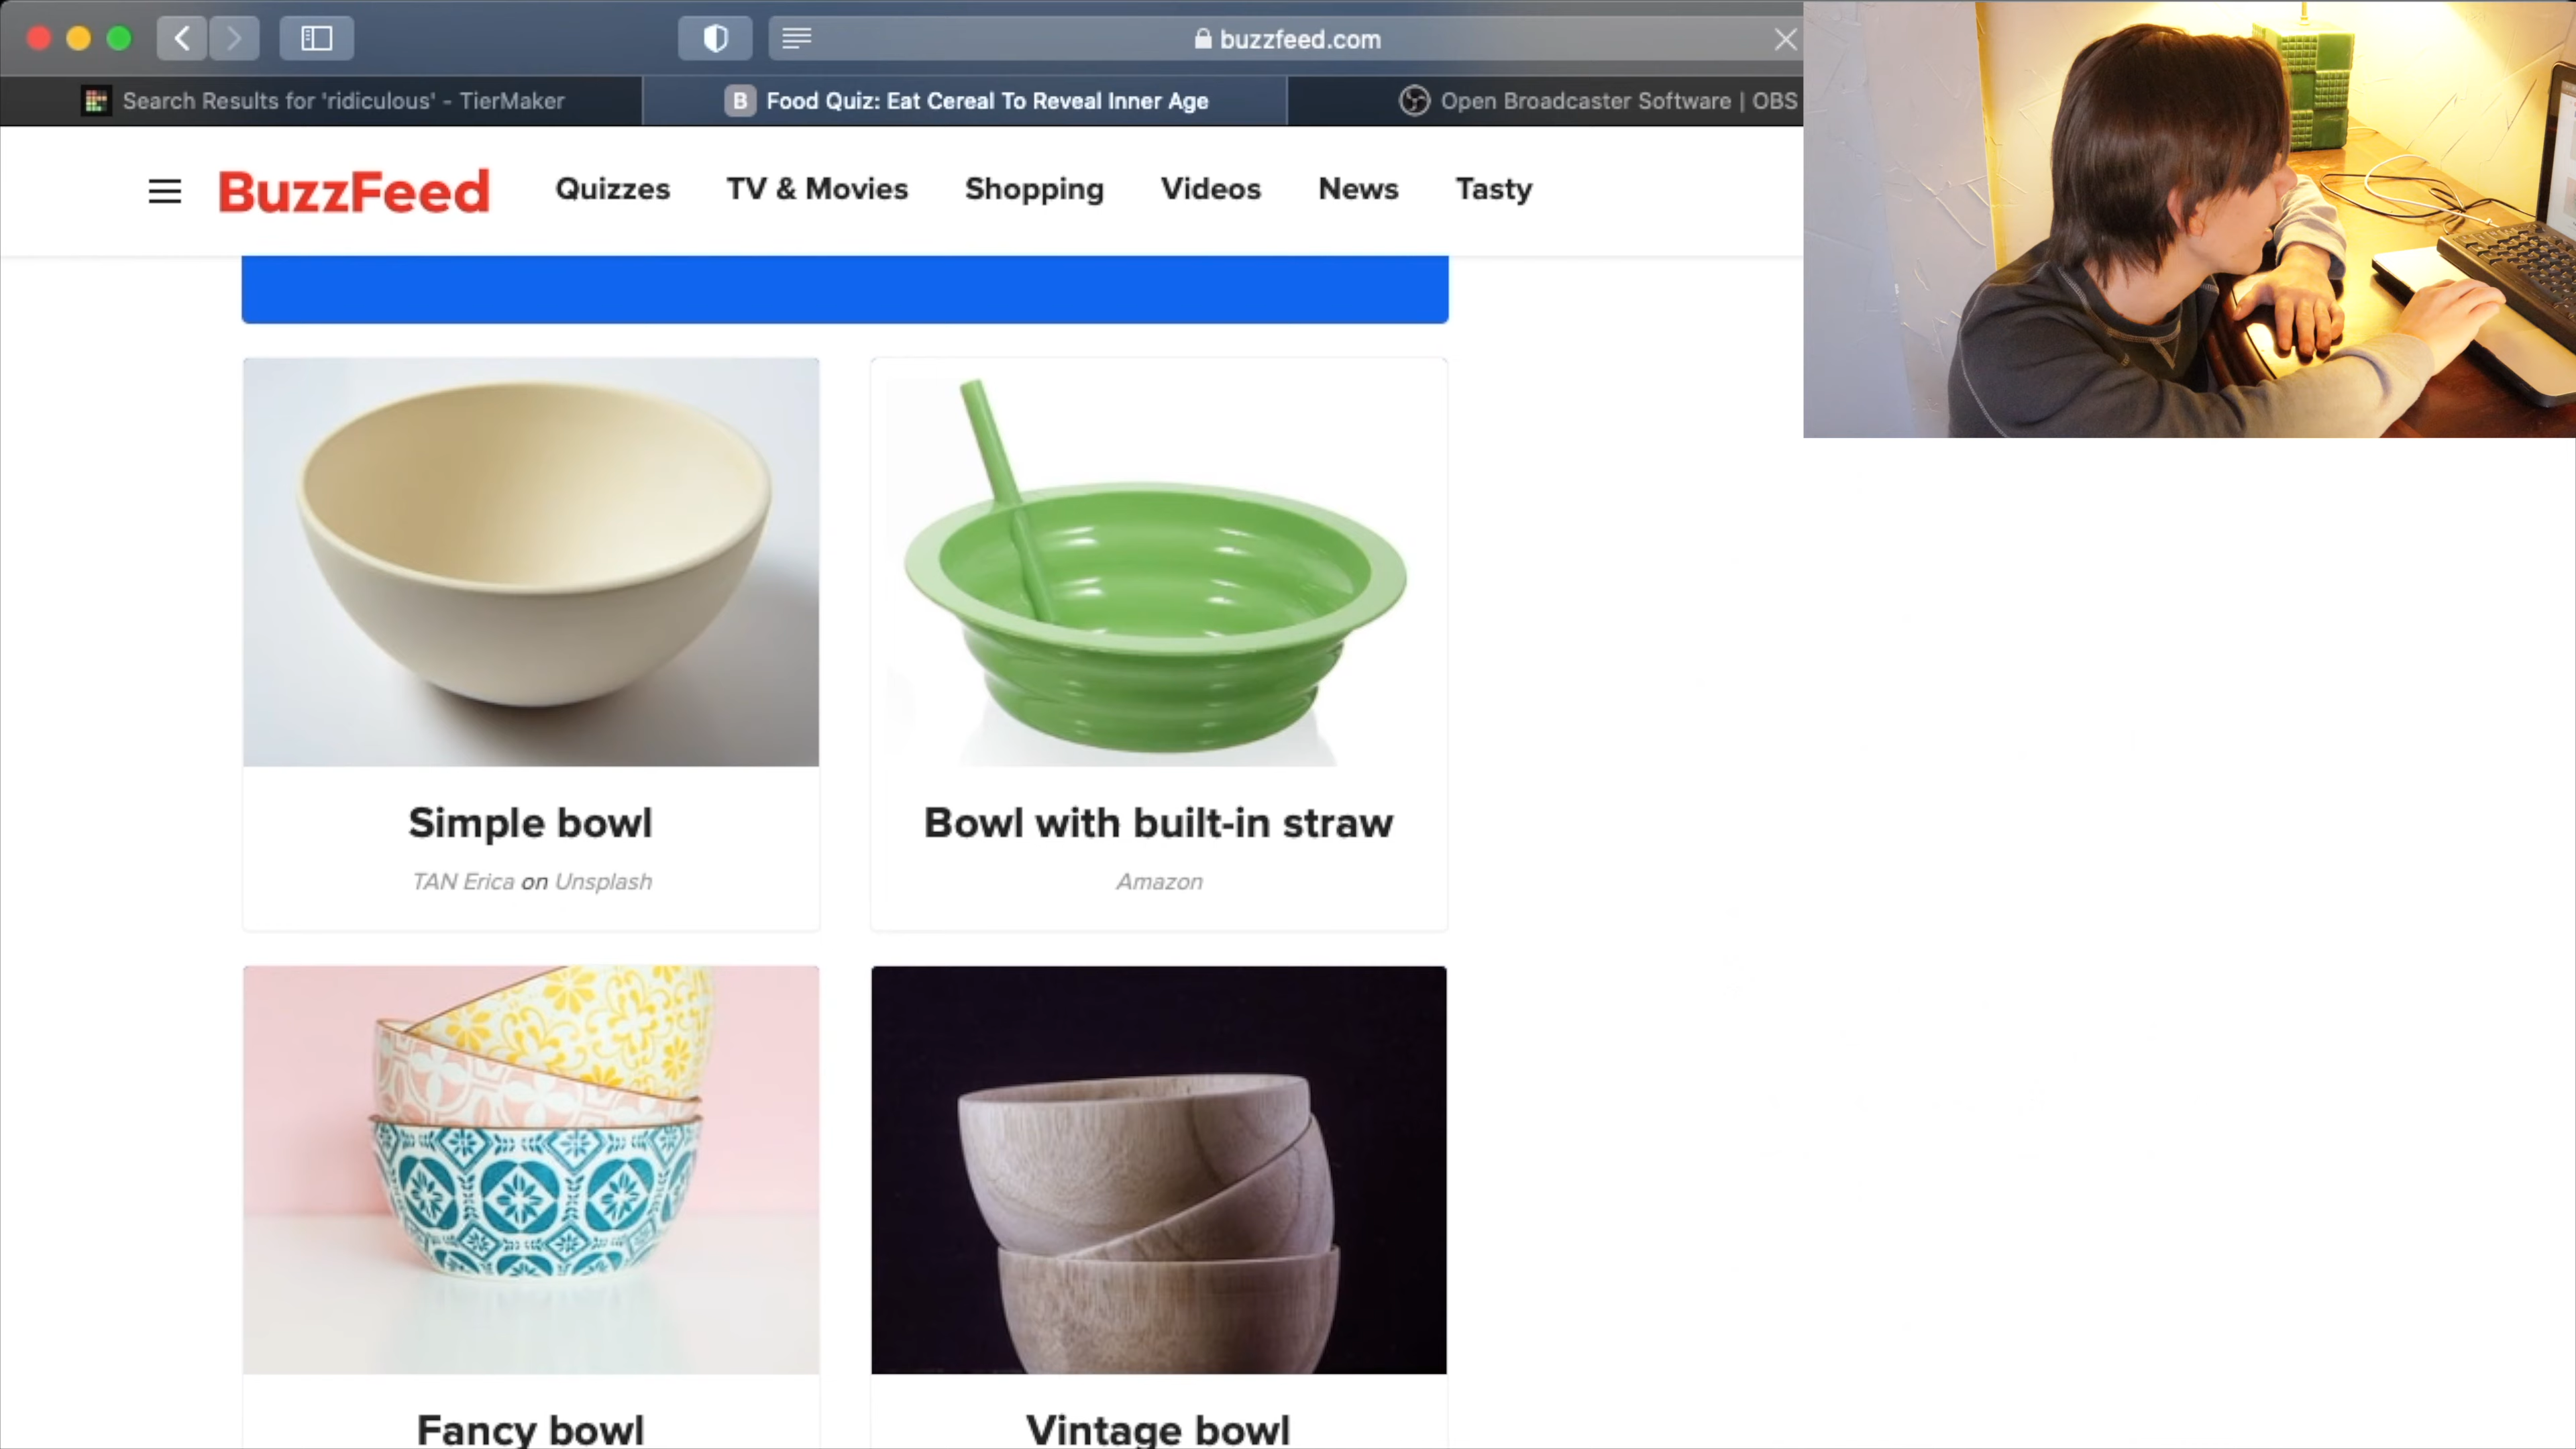 buzzfeed.com
Search Results for 'ridiculous' - TierMaker
B Food Quiz: Eat Cereal To Reveal Inner Age
Open Broadcaster Software | OBS
BuzzFeed Quizzes TV & Movies Shopping Videos News Tasty
Simple bowl
TAN Erica on Unsplash
Bowl with built-in straw
Amazon
Fancy bowl
Vintage bowl